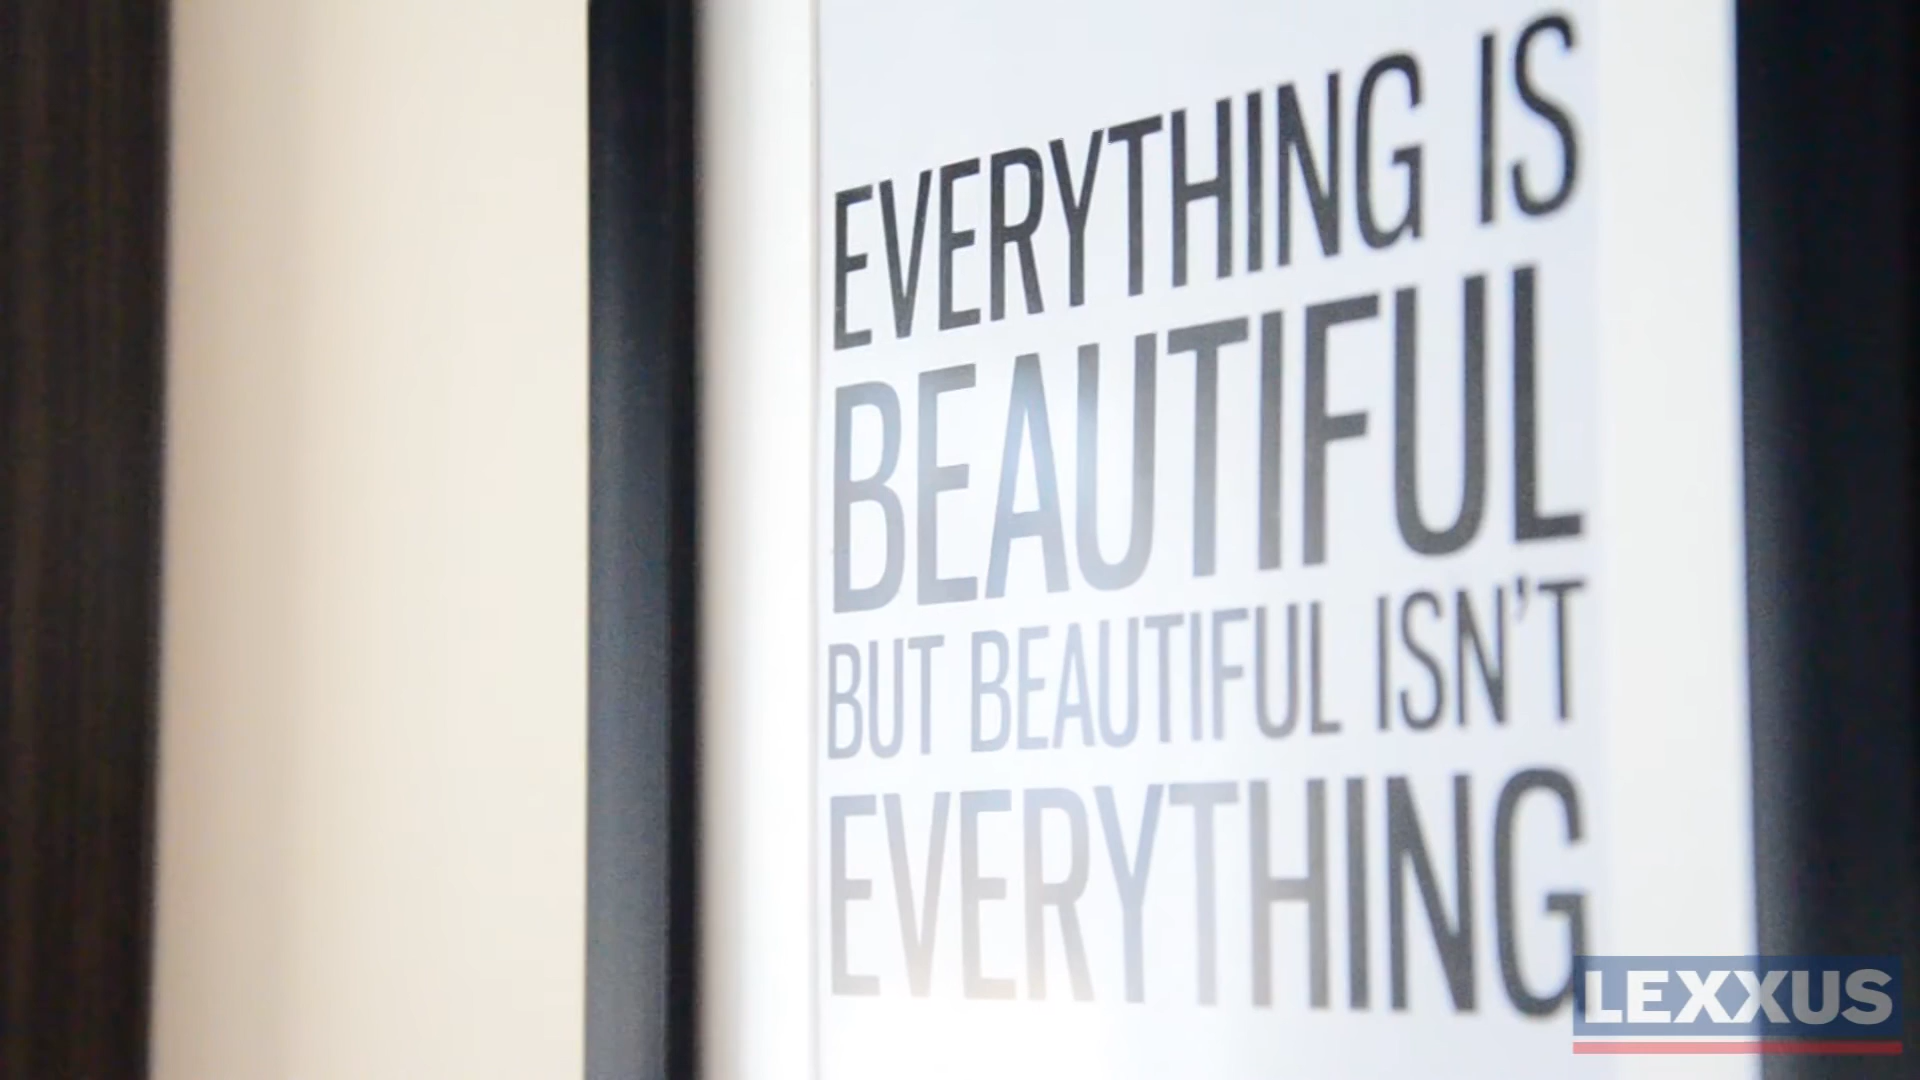 EVERYTHING IS
BEAUTIFUL
BUT BEAUTIFUL ISN'T
EVERYTHING
LEXXUS